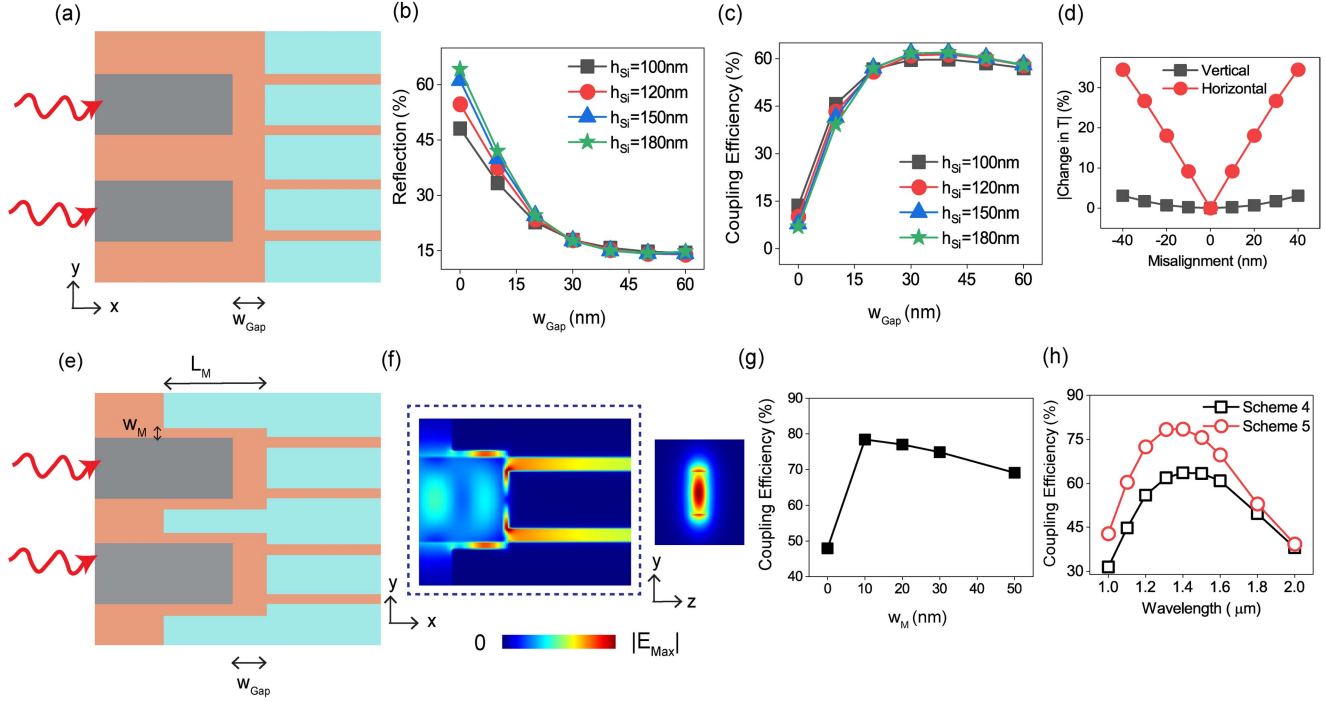 (a)
y
x
w_Gap
(b)
Reflection (%)
60
45
30
15
h_Si=100nm
h_Si=120nm
h_Si=150nm
h_Si=180nm
0 15 30 45 60
w_Gap (nm)
(c)
Coupling Efficiency (%)
60
45
30
15
0
h_Si=100nm
h_Si=120nm
h_Si=150nm
h_Si=180nm
0 15 30 45 60
w_Gap (nm)
(d)
|Change in T| (%)
30
20
10
0
Vertical
Horizontal
-40 -20 0 20 40
Misalignment (nm)
(e)
L_M
w_M
y
x
w_Gap
(f)
y
z
0 |E_Max|
(g)
Coupling Efficiency (%)
90
80
70
60
50
40
0 10 20 30 40 50
w_M (nm)
(h)
Coupling Efficiency (%)
90
75
60
45
30
Scheme 4
Scheme 5
1.0 1.2 1.4 1.6 1.8 2.0
Wavelength ( μm)